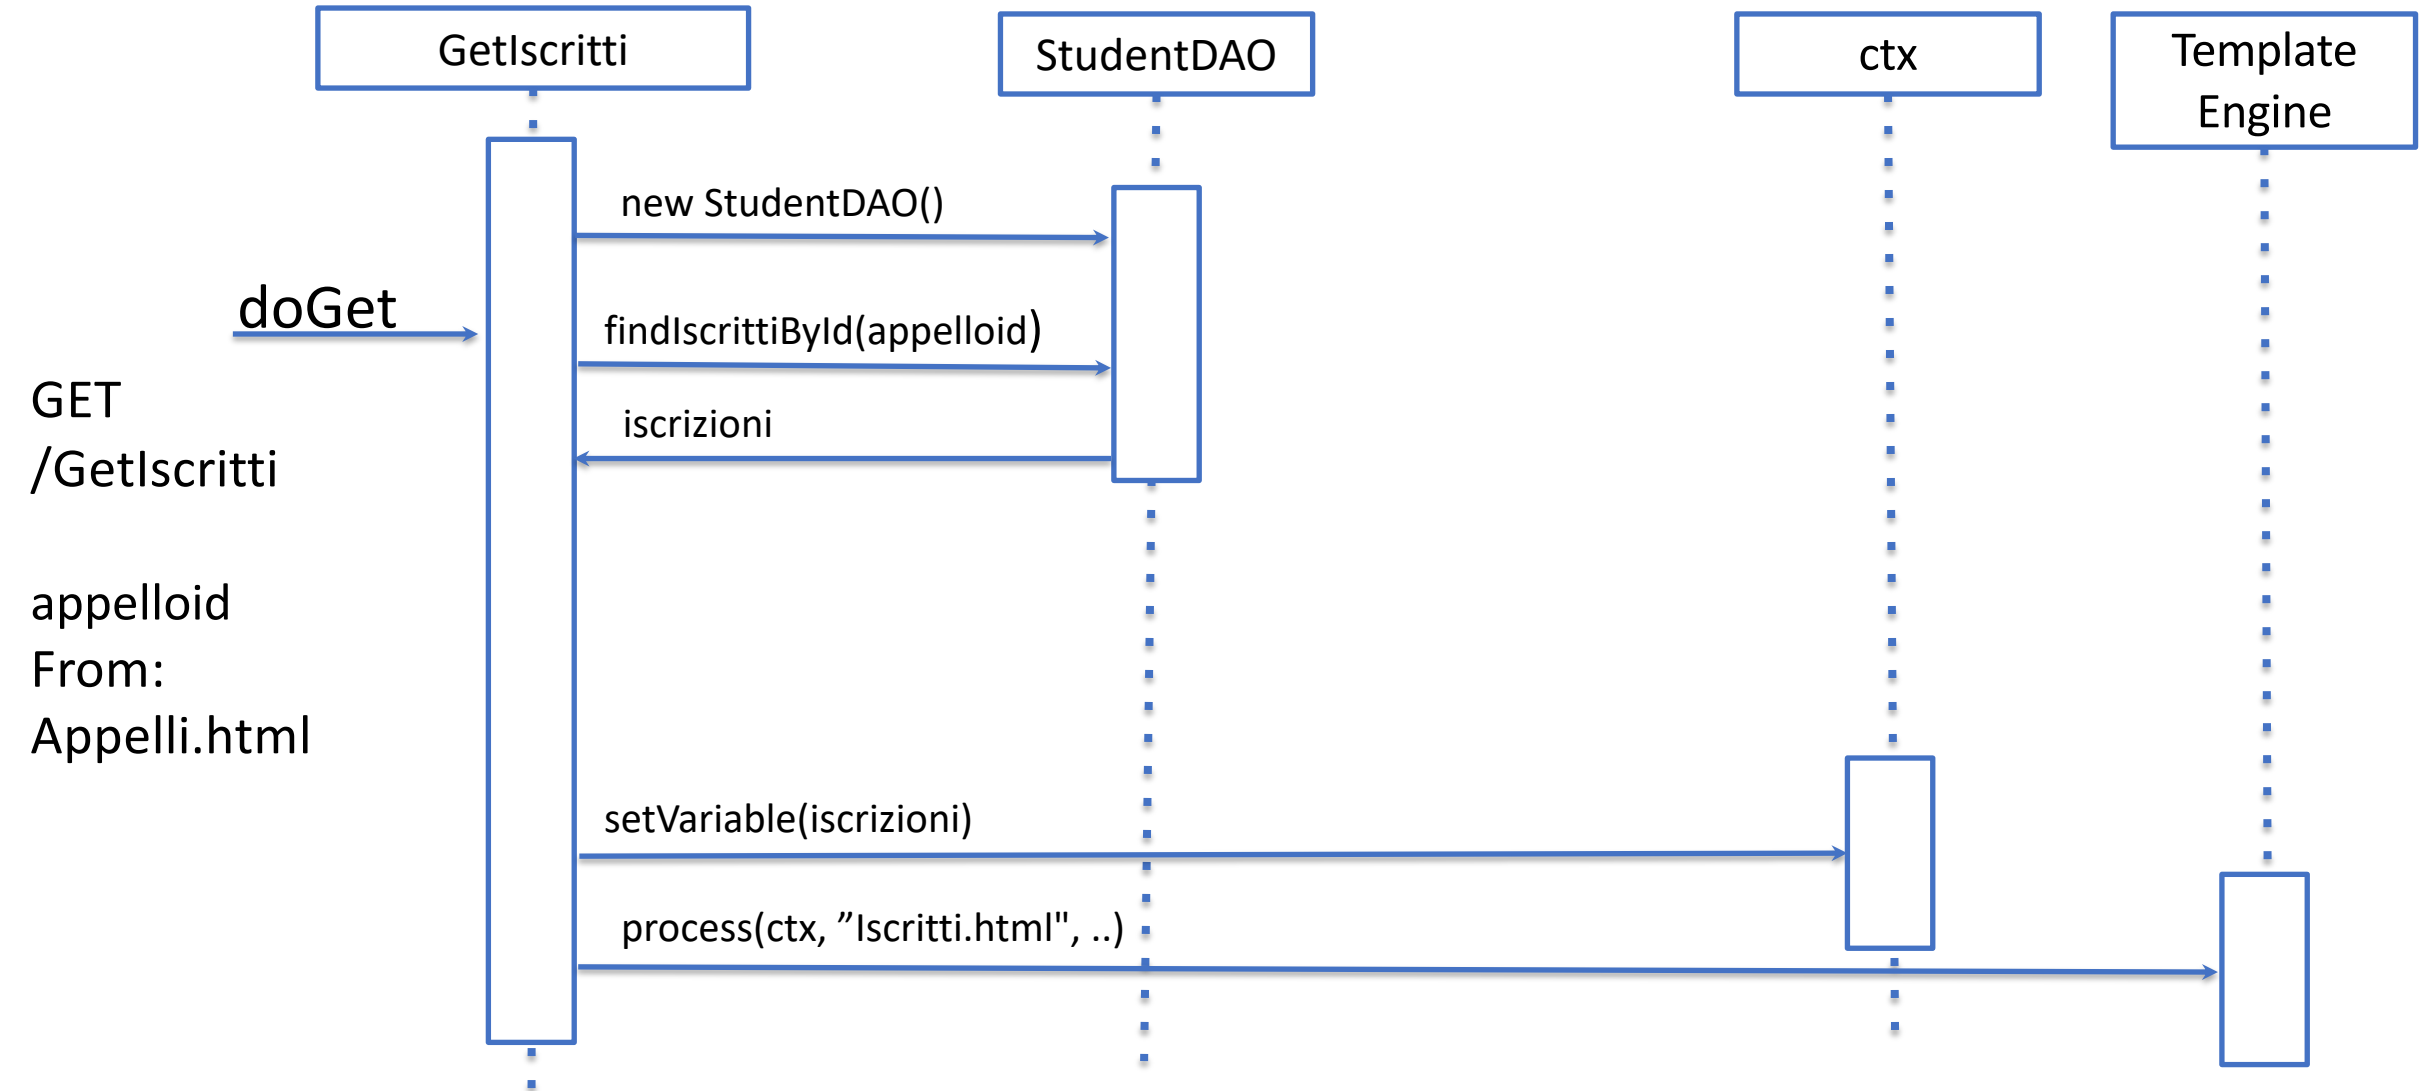 GetIscritti
StudentDAO
ctx
Template
Engine
new StudentDAO()
doGet
findIscrittiById(appelloid)
GET
/GetIscritti
iscrizioni
appelloid
From:
Appelli.html
setVariable(iscrizioni)
process(ctx, ”Iscritti.html", ..)